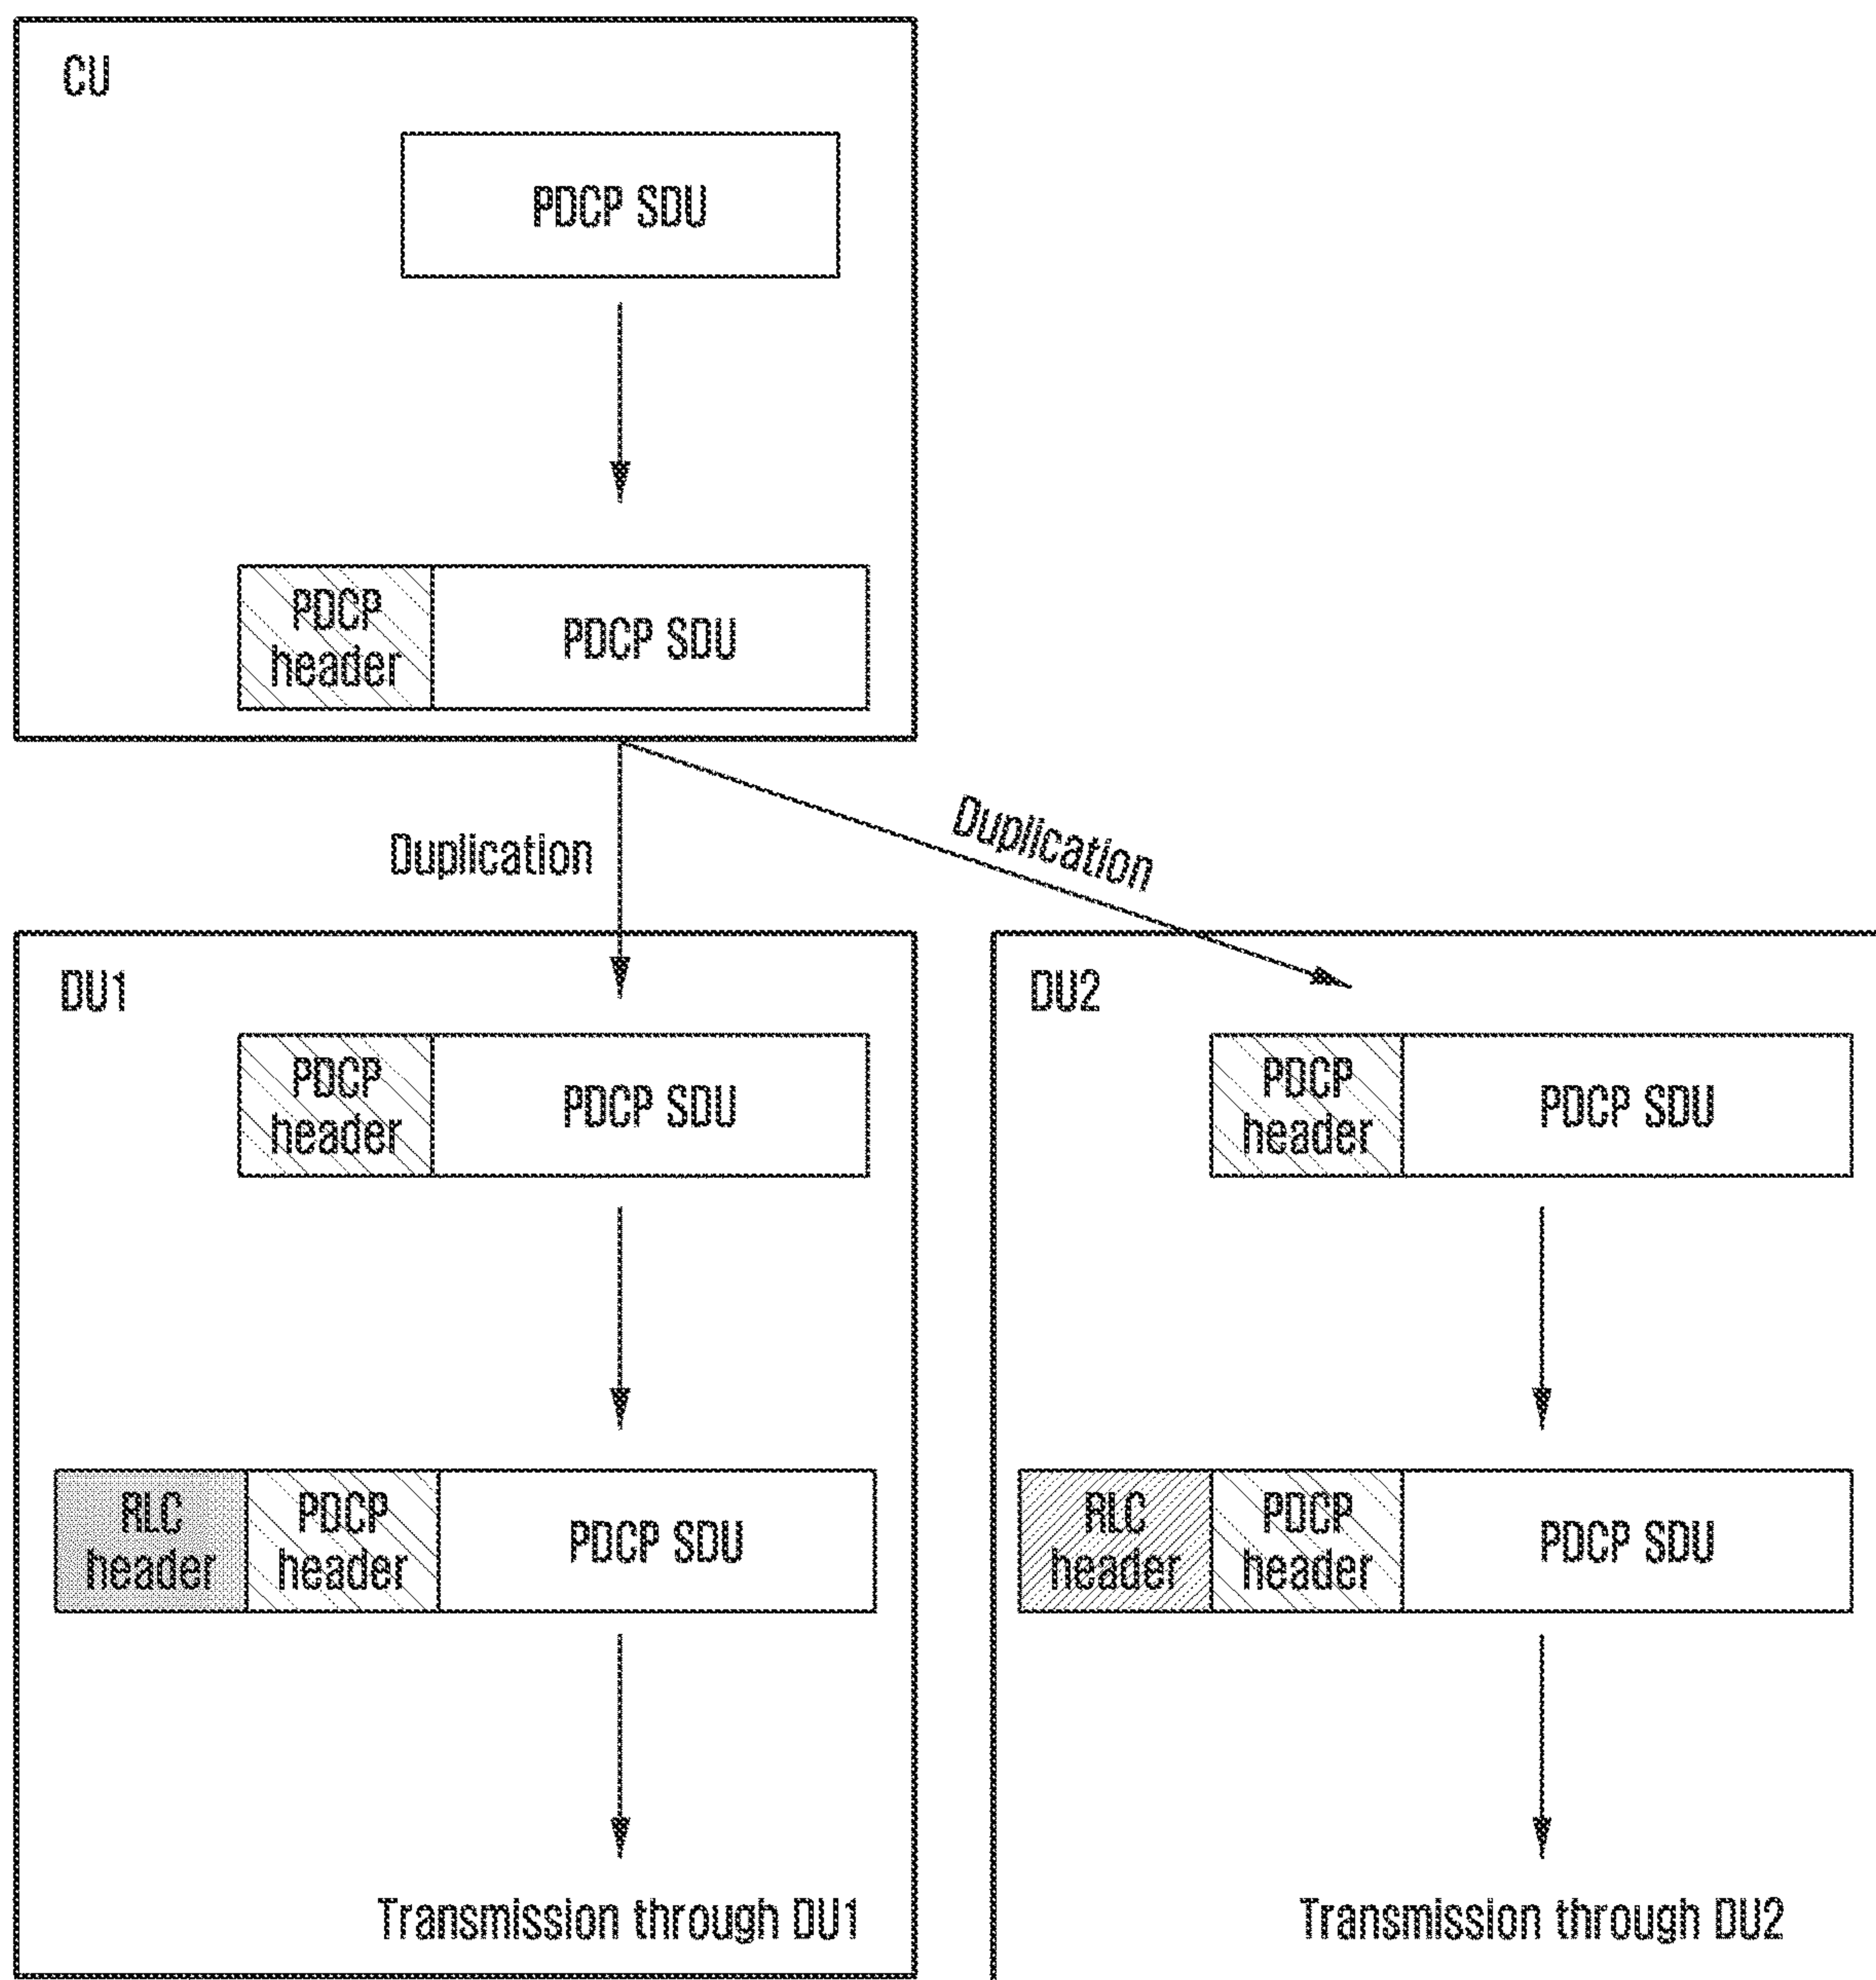 CU
PDCP SDU
PDCP
header
PDCP SDU
Duplication
Duplication
DU1
PDCP
header
PDCP SDU
RLC
header
PDCP
header
PDCP SDU
Transmission through DU1
DU2
PDCP
header
PDCP SDU
RLC
header
PDCP
header
PDCP SDU
Transmission through DU2